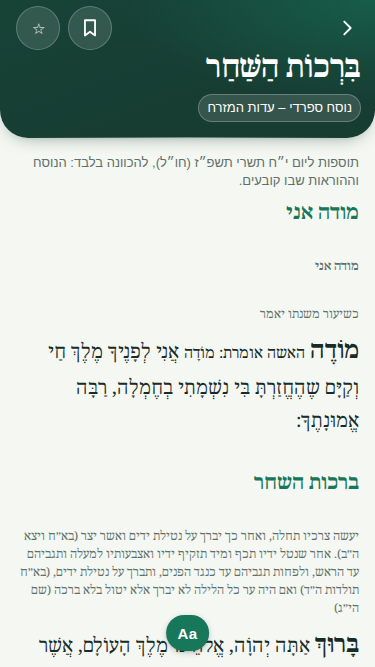 בִּרְכוֹת הַשַּׁחַר
נוסח ספרדי – עדות המזרח
תוספות ליום י״ח תשרי תשפ״ז (חו״ל), להכוונה בלבד: הנוסח
וההוראות שבו קובעים.
מודה אני
מודה אני
כשיעור משנתו יאמר
מוֹדֶה האשה אומרת: מוֹדָה אֲנִי לְפָנֶיךָ מֶלֶךְ חַי
וְקַיָּם שֶׁהֶחֱזַרְתָּ בִּי נִשְׁמָתִי בְחֶמְלָה, רַבָּה
אֱמוּנָתֶךָ:
ברכות השחר
יעשה צרכיו תחלה, ואחר כך יברך על נטילת ידים ואשר יצר (בא״ח ויצא
ה״ב). אחר שנטל ידיו תכף ומיד תזקיף ידיו ואצבעותיו למעלה ותגביהם
עד הראש, ולפחות תגביהם עד כנגד הפנים, ותברך על נטילת ידים, (בא״ח
תולדות ה״ד) ואם היה ער כל הלילה לא יברך אלא יטול בלא ברכה (שם
הי״ג)
בָּרוּךְ אַתָּה יְהֹוָה, מֶלֶךְ הָעוֹלָם, אֲשֶׁר
Aa